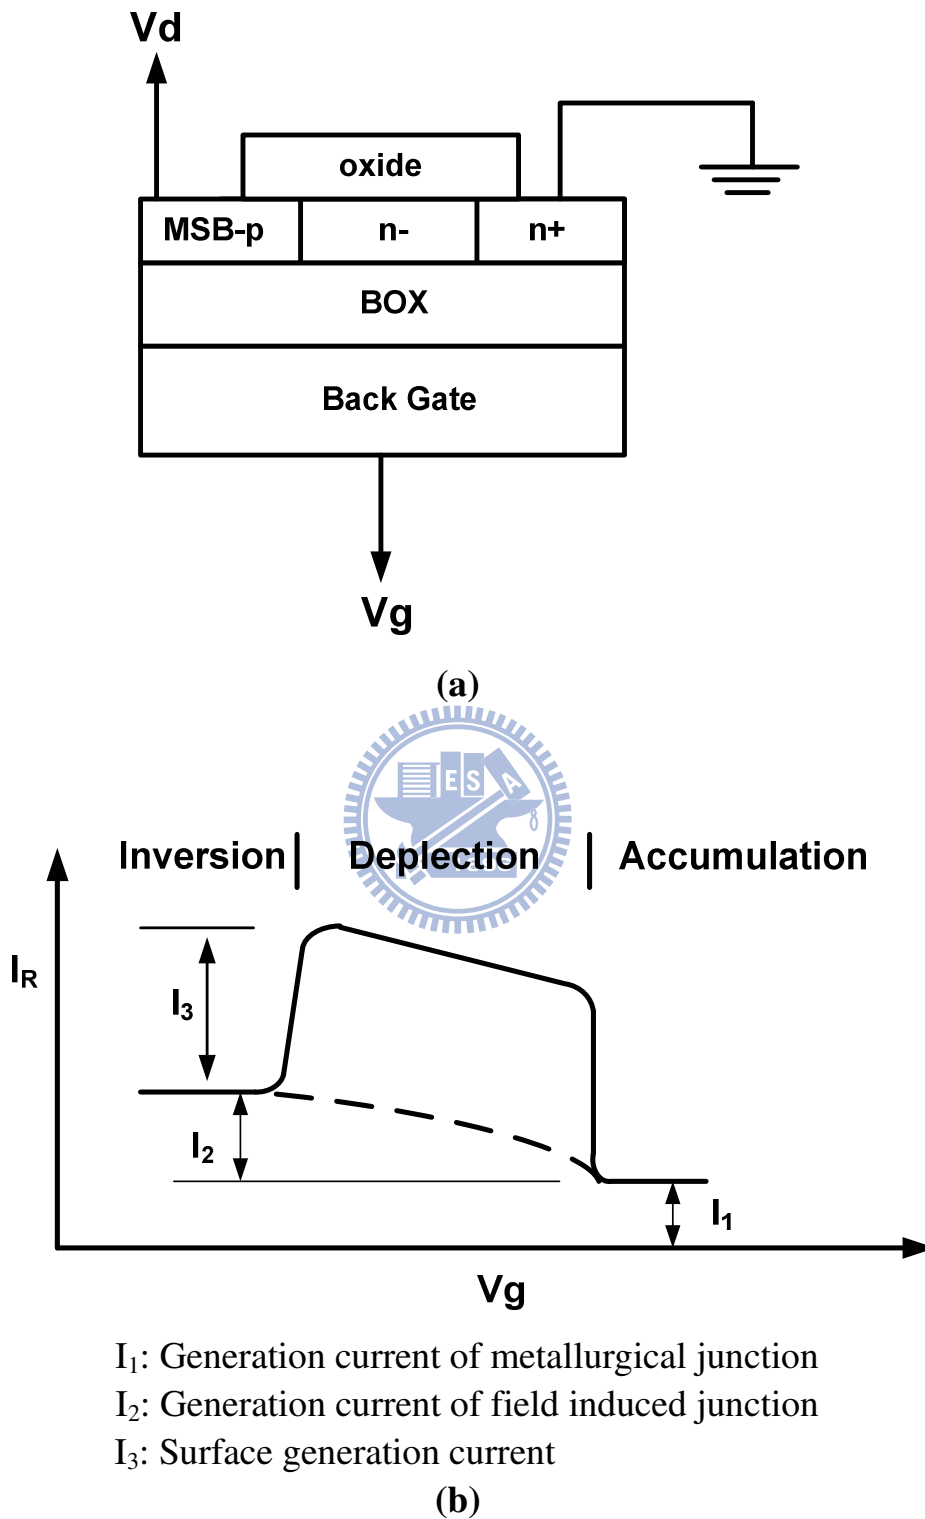 Vd
oxide
MSB-p n- n+
BOX
Back Gate
Vg
(a)
E S A
Inversion | Deplection | Accumulation
IR
I3
I2
I1
Vg
I1: Generation current of metallurgical junction
I2: Generation current of field induced junction
I3: Surface generation current
(b)